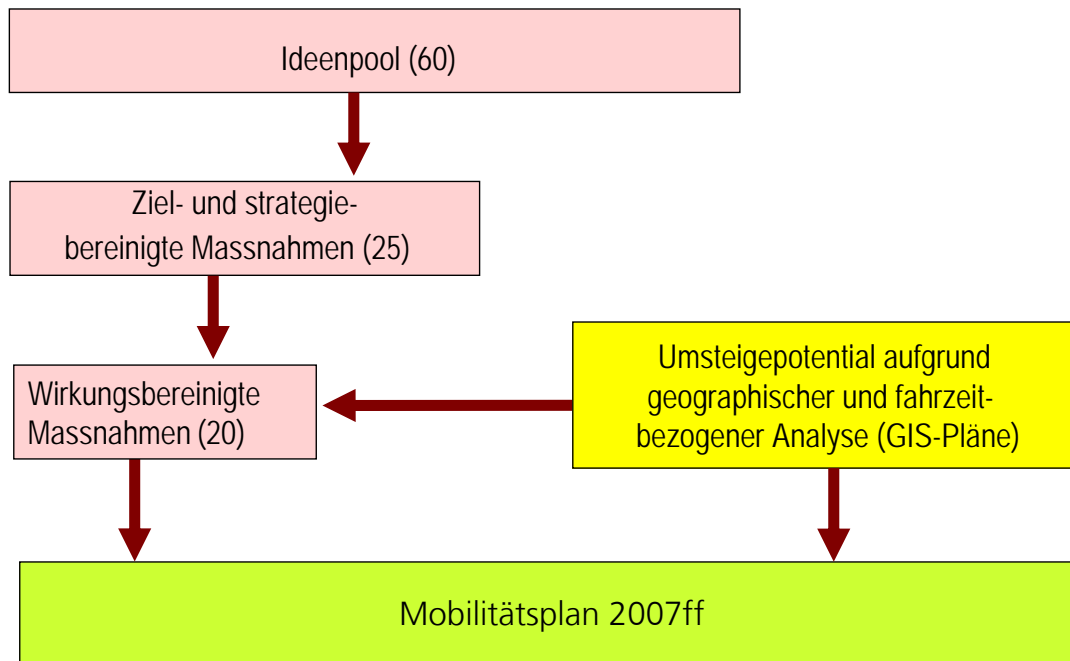 Ideenpool (60)
Ziel- und strategie-
bereinigte Massnahmen (25)
Wirkungsbereinigte
Massnahmen (20)
Umsteigepotential aufgrund
geographischer und fahrzeit-
bezogener Analyse (GIS-Pläne)
Mobilitätsplan 2007ff